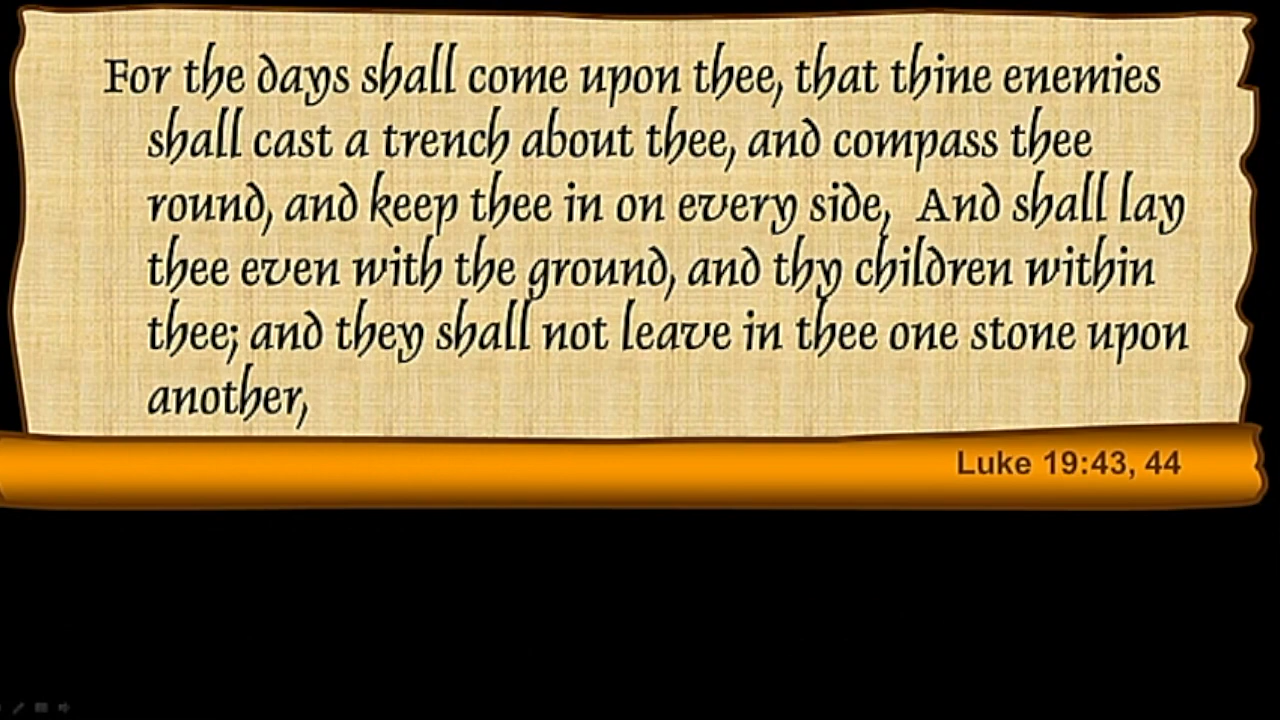 For the days shall come upon thee, that thine enemies
shall cast a trench about thee, and compass thee
round, and keep thee in on every side,  And shall lay
thee even with the ground, and thy children within
thee; and they shall not leave in thee one stone upon
another,
Luke 19:43, 44